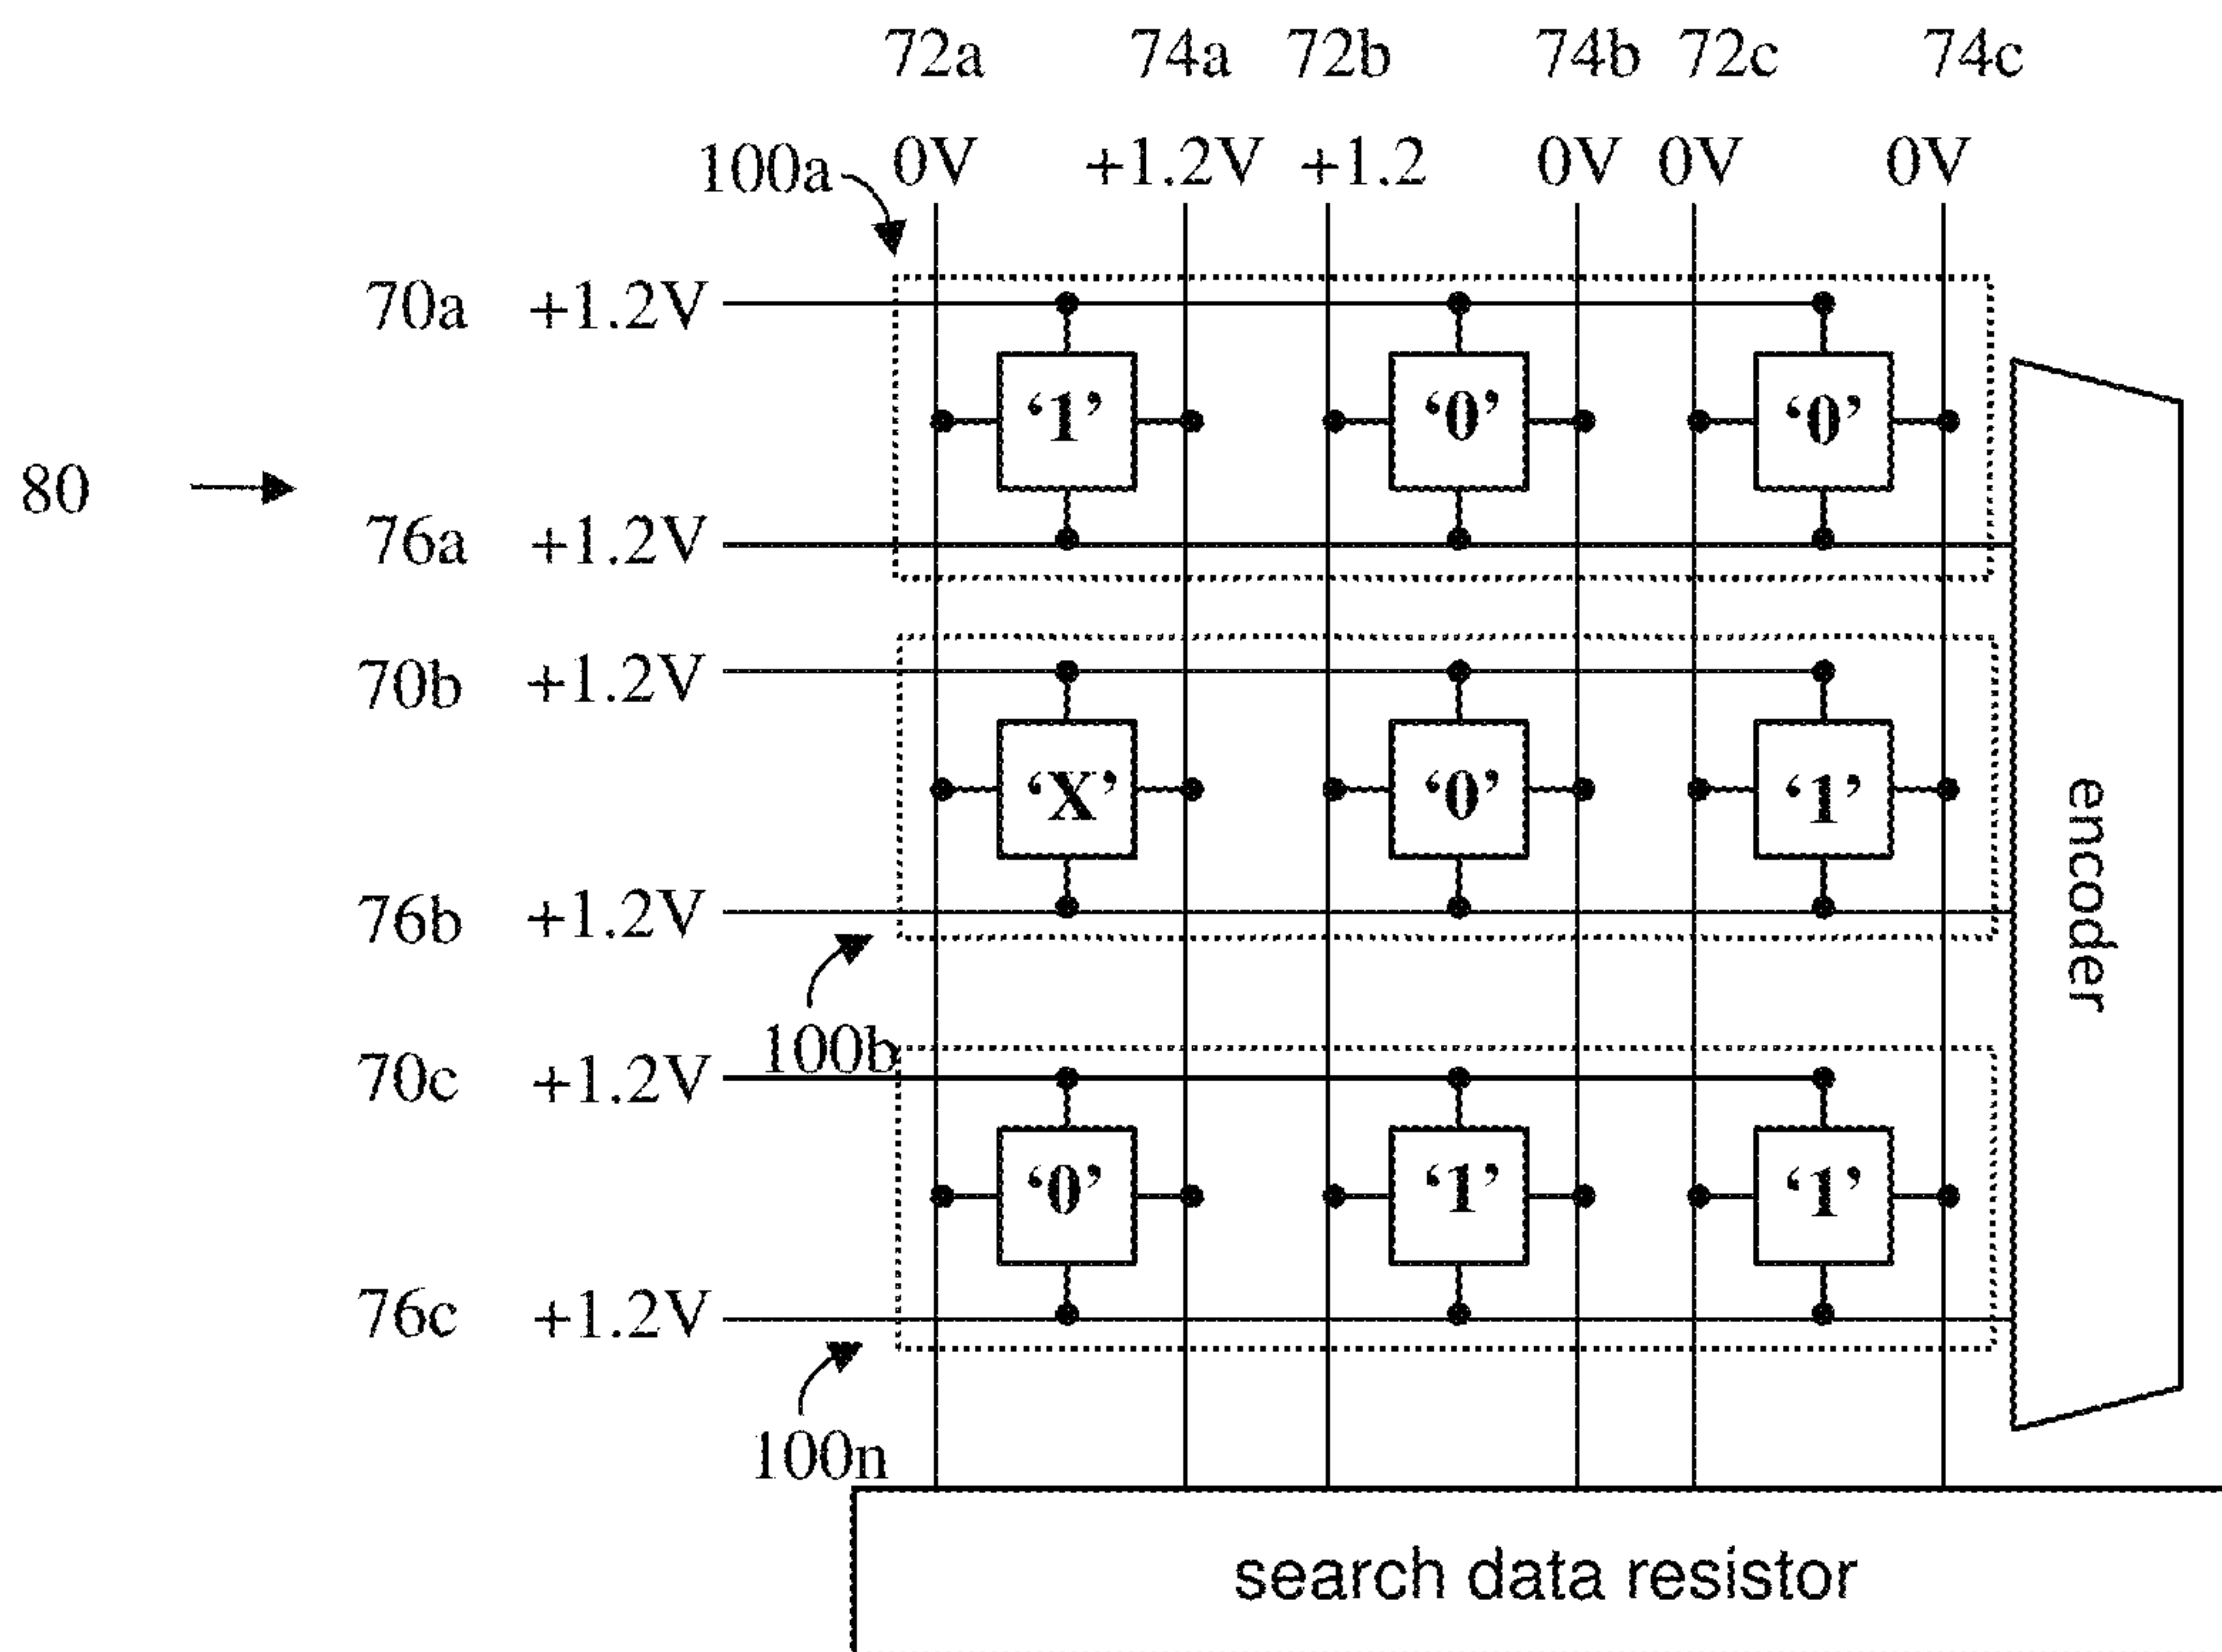 72a 74a 72b 74b 72c 74c
100a 0V +1.2V +1.2 0V 0V 0V
70a +1.2V
‘1’ ‘0’ ‘0’
80
76a +1.2V
70b +1.2V
‘X’ ‘0’ ‘1’
encoder
76b +1.2V
100b
70c +1.2V
‘0’ ‘1’ ‘1’
76c +1.2V
100n
search data resistor